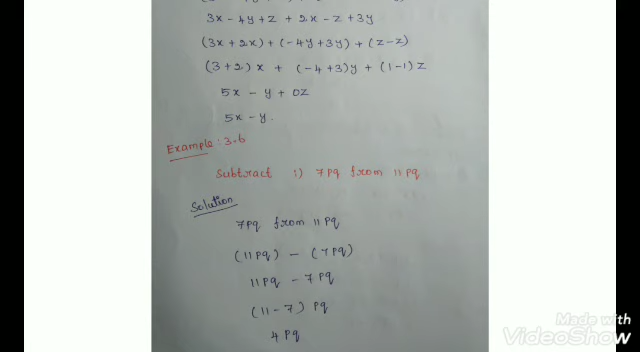 3x - 4y + z + 2x - z + 3y
(3x + 2x) + (-4y + 3y) + (z - z)
(3+2)x + (-4+3)y + (1-1)z
5x - y + 0z
5x - y.
Example: 3.6
Subtract i) 7pq from 11pq
Solution
7pq from 11pq
(11pq) - (7pq)
11pq - 7pq
(11-7) pq
4pq
Made with
VideoShow